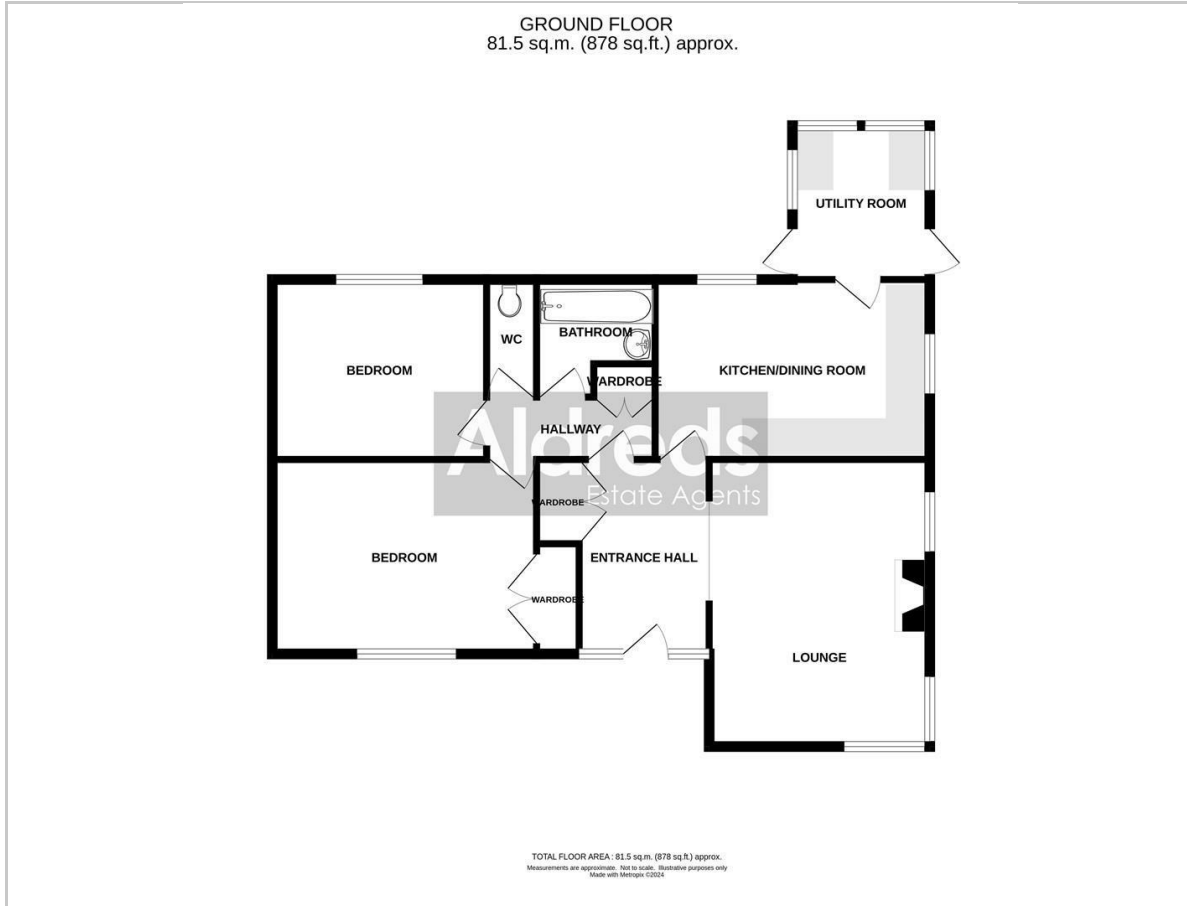 GROUND FLOOR
81.5 sq.m. (878 sq.ft.) approx.
UTILITY ROOM
WC
BATHROOM
BEDROOM
WARDROBE
KITCHEN/DINING ROOM
HALLWAY
Aldreds
Estate Agents
WARDROBE
BEDROOM
ENTRANCE HALL
WARDROBE
LOUNGE
TOTAL FLOOR AREA : 81.5 sq.m. (878 sq.ft.) approx.
Measurements are approximate. Not to scale. Illustrative purposes only
Made with Metropix ©2024